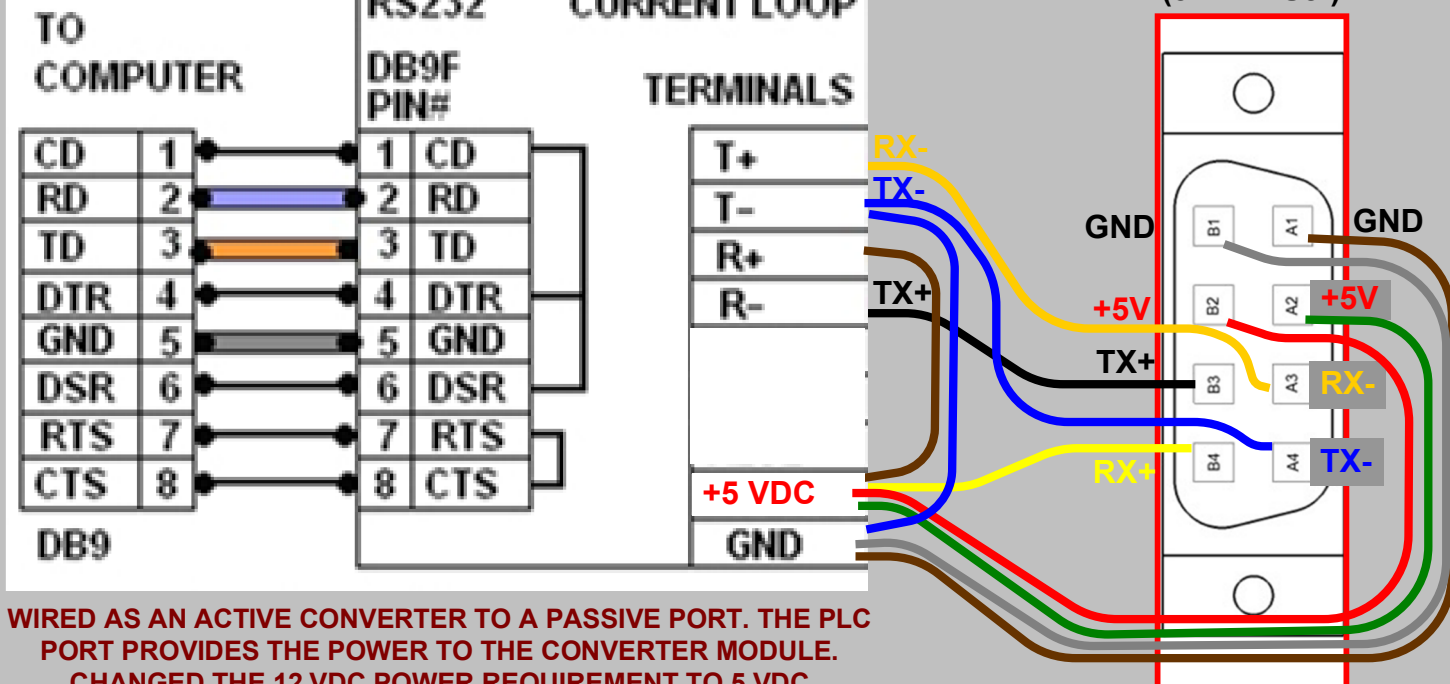 RS232
CURRENT LOOP
TO
COMPUTER
DB9F
PIN#
TERMINALS
CD 1 1 CD
RD 2 2 RD
TD 3 3 TD
DTR 4 4 DTR
GND 5 5 GND
DSR 6 6 DSR
RTS 7 7 RTS
CTS 8 8 CTS
DB9
T+
T-
R+
R-
+5 VDC
GND
RX-
TX-
TX+
GND
+5V
TX+
RX+
B1 A1
B2 A2
B3 A3
B4 A4
GND
+5V
RX-
TX-
WIRED AS AN ACTIVE CONVERTER TO A PASSIVE PORT. THE PLC
PORT PROVIDES THE POWER TO THE CONVERTER MODULE.
CHANGED THE 12 VDC POWER REQUIREMENT TO 5 VDC